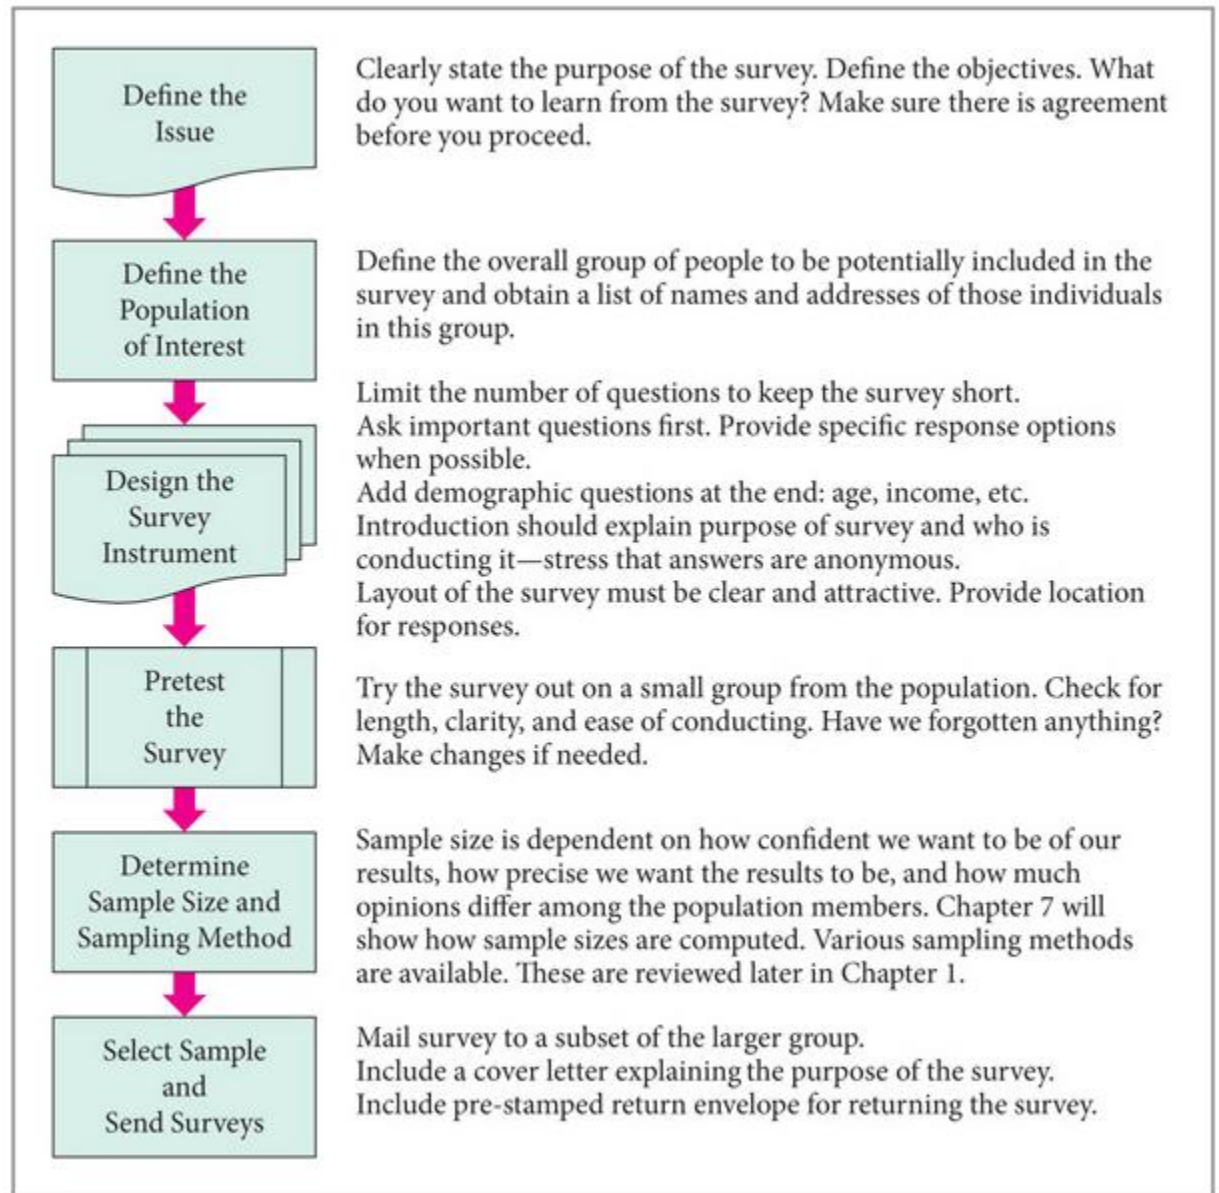 Define the
Issue
Clearly state the purpose of the survey. Define the objectives. What
do you want to learn from the survey? Make sure there is agreement
before you proceed.
Define the
Population
of Interest
Define the overall group of people to be potentially included in the
survey and obtain a list of names and addresses of those individuals
in this group.
Design the
Survey
Instrument
Limit the number of questions to keep the survey short.
Ask important questions first. Provide specific response options
when possible.
Add demographic questions at the end: age, income, etc.
Introduction should explain purpose of survey and who is
conducting it—stress that answers are anonymous.
Layout of the survey must be clear and attractive. Provide location
for responses.
Pretest
the
Survey
Try the survey out on a small group from the population. Check for
length, clarity, and ease of conducting. Have we forgotten anything?
Make changes if needed.
Determine
Sample Size and
Sampling Method
Sample size is dependent on how confident we want to be of our
results, how precise we want the results to be, and how much
opinions differ among the population members. Chapter 7 will
show how sample sizes are computed. Various sampling methods
are available. These are reviewed later in Chapter 1.
Select Sample
and
Send Surveys
Mail survey to a subset of the larger group.
Include a cover letter explaining the purpose of the survey.
Include pre-stamped return envelope for returning the survey.